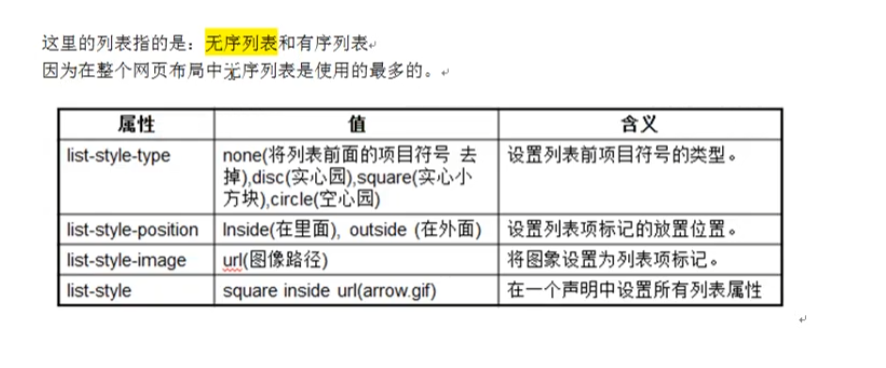 这里的列表指的是：无序列表和有序列表
因为在整个网页布局中无序列表是使用的最多的。
属性 值 含义
list-style-type none(将列表前面的项目符号 去 设置列表前项目符号的类型。
掉),disc(实心园),square(实心小
方块),circle(空心园)
list-style-position Inside(在里面), outside (在外面) 设置列表项标记的放置位置。
list-style-image url(图像路径) 将图象设置为列表项标记。
list-style square inside url(arrow.gif) 在一个声明中设置所有列表属性